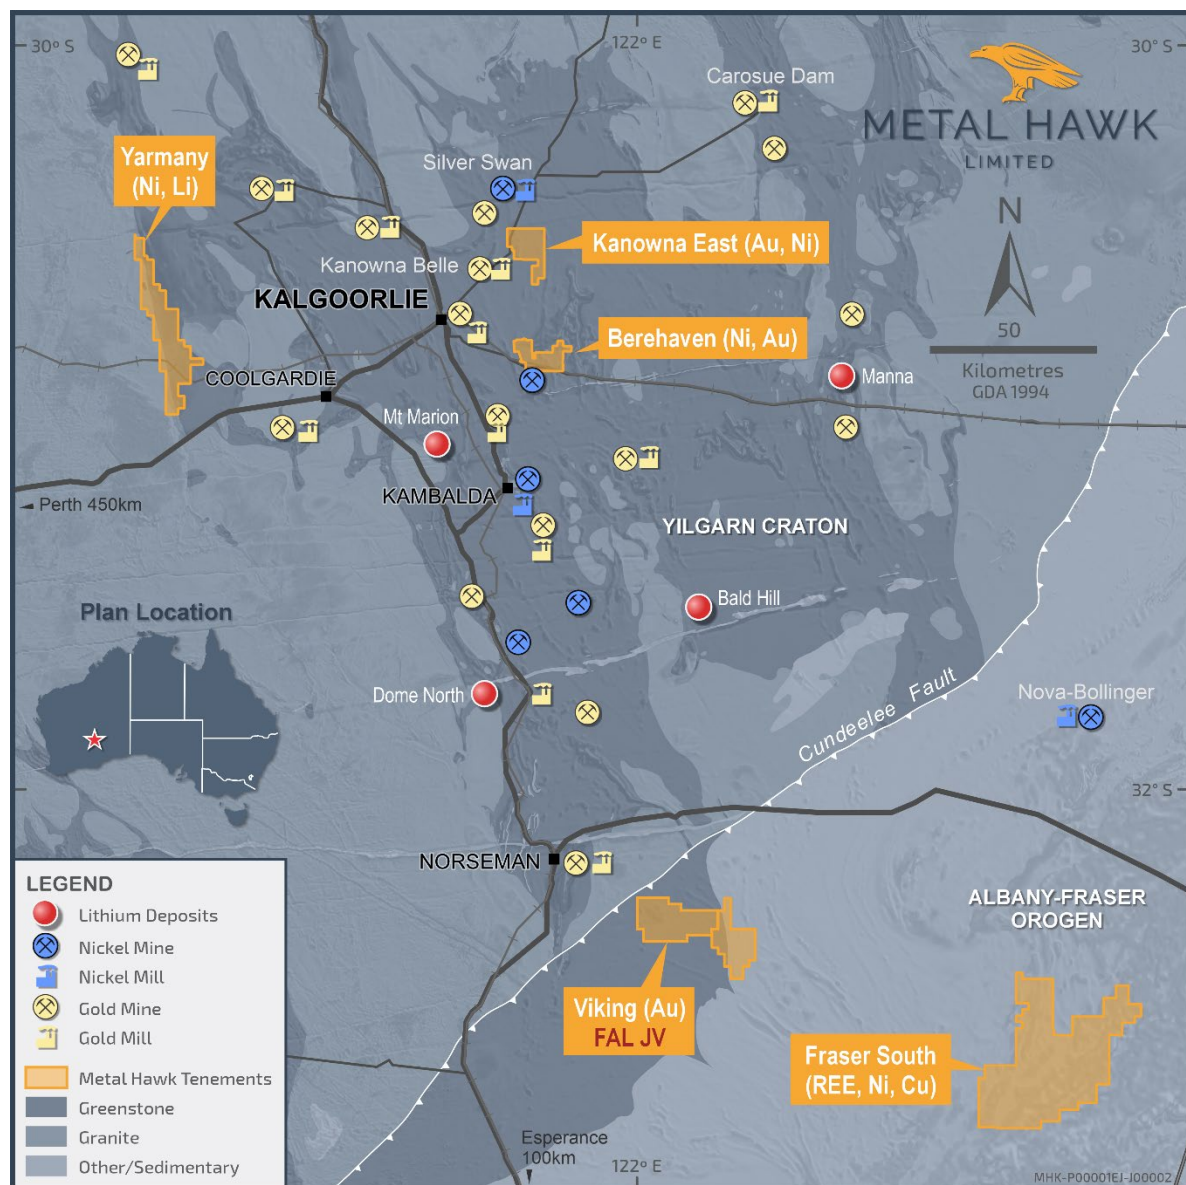 30° S
122° E
30° S
Carosue Dam
METAL HAWK
LIMITED
Yarmany
(Ni, Li)
Silver Swan
N
Kanowna East (Au, Ni)
Kanowna Belle
KALGOORLIE
50
Kilometres
GDA 1994
Berehaven (Ni, Au)
COOLGARDIE
Manna
Mt Marion
KAMBALDA
Perth 450km
YILGARN CRATON
Bald Hill
Plan Location
Dome North
Cundeelee Fault
Nova-Bollinger
32° S
NORSEMAN
LEGEND
Lithium Deposits
Nickel Mine
Nickel Mill
Gold Mine
Gold Mill
Metal Hawk Tenements
Greenstone
Granite
Other/Sedimentary
ALBANY-FRASER
OROGEN
Viking (Au)
FAL JV
Fraser South
(REE, Ni, Cu)
Esperance
100km
122° E
MHK-P00001EJ-J00002